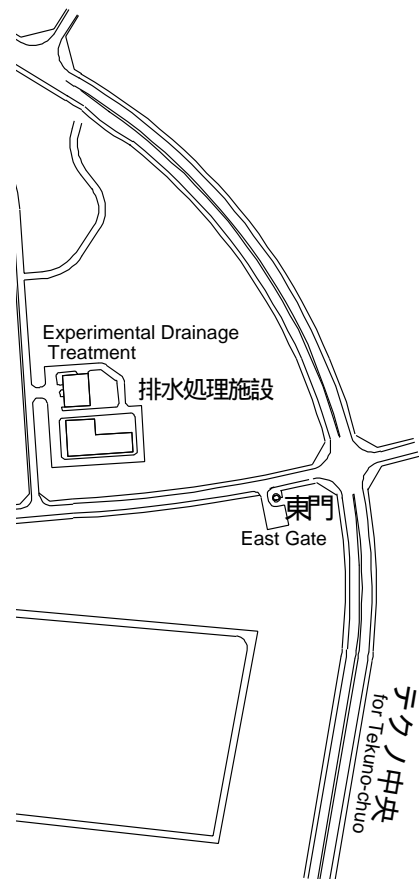 Experimental Drainage
Treatment
排水処理施設
東門
East Gate
テクノ中央
for Tekuno-chuo